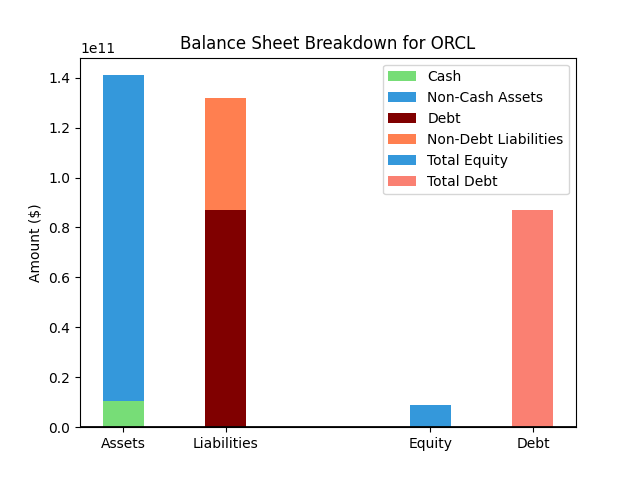 Balance Sheet Breakdown for ORCL
1e11
1.4
1.2
1.0
0.8
0.6
0.4
0.2
0.0
Amount ($)
Cash
Non-Cash Assets
Debt
Non-Debt Liabilities
Total Equity
Total Debt
Assets Liabilities Equity Debt